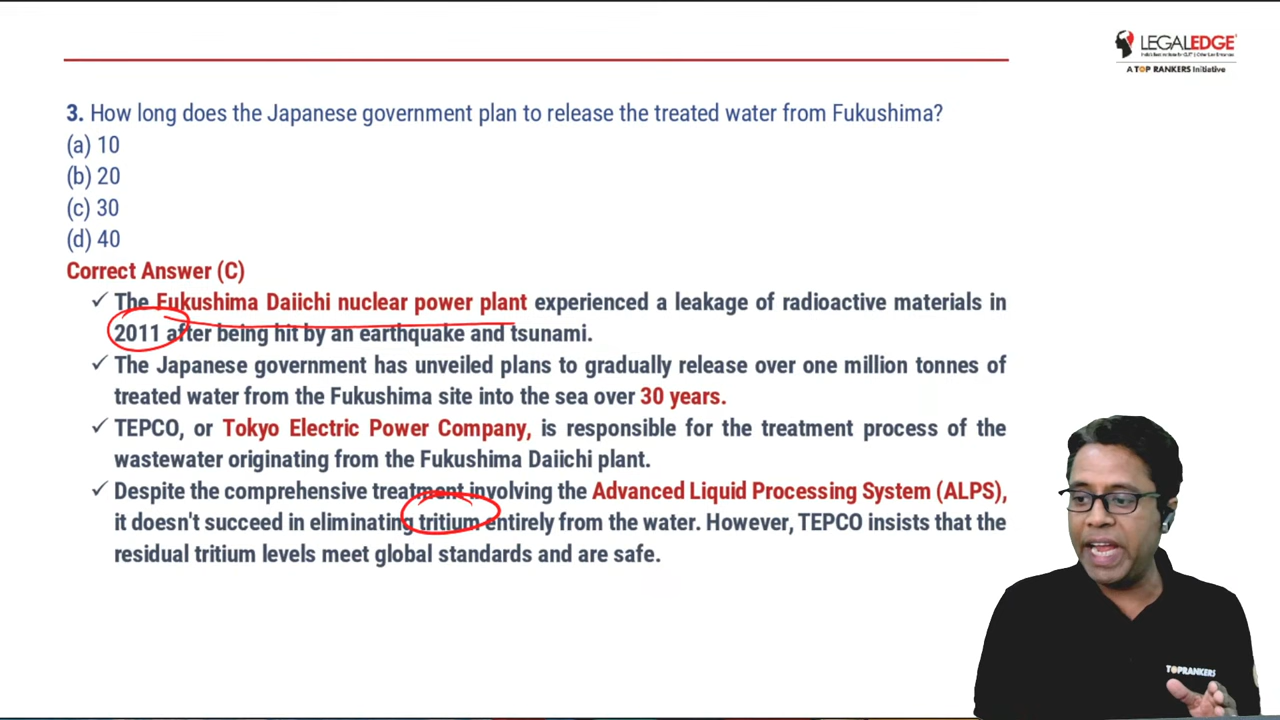 LEGALEDGE
A TOP RANKERS Initiative
3. How long does the Japanese government plan to release the treated water from Fukushima?
(a) 10
(b) 20
(c) 30
(d) 40
Correct Answer (C)
✓ The Fukushima Daiichi nuclear power plant experienced a leakage of radioactive materials in
2011 after being hit by an earthquake and tsunami.
✓ The Japanese government has unveiled plans to gradually release over one million tonnes of
treated water from the Fukushima site into the sea over 30 years.
✓ TEPCO, or Tokyo Electric Power Company, is responsible for the treatment process of the
wastewater originating from the Fukushima Daiichi plant.
✓ Despite the comprehensive treatment involving the Advanced Liquid Processing System (ALPS),
it doesn't succeed in eliminating tritium entirely from the water. However, TEPCO insists that the
residual tritium levels meet global standards and are safe.
TOPRANKERS